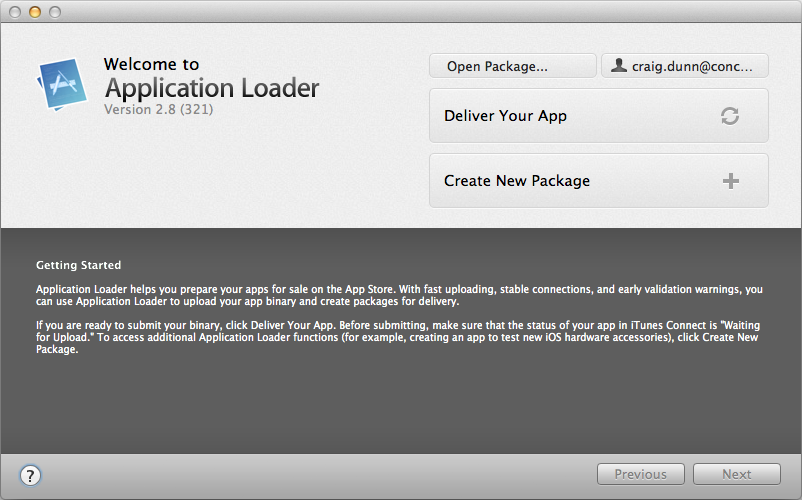 Welcome to
Application Loader
Version 2.8 (321)
Open Package...
craig.dunn@conc...
Deliver Your App
Create New Package
Getting Started
Application Loader helps you prepare your apps for sale on the App Store. With fast uploading, stable connections, and early validation warnings, you
can use Application Loader to upload your app binary and create packages for delivery.
If you are ready to submit your binary, click Deliver Your App. Before submitting, make sure that the status of your app in iTunes Connect is "Waiting
for Upload." To access additional Application Loader functions (for example, creating an app to test new iOS hardware accessories), click Create New
Package.
?
Previous
Next